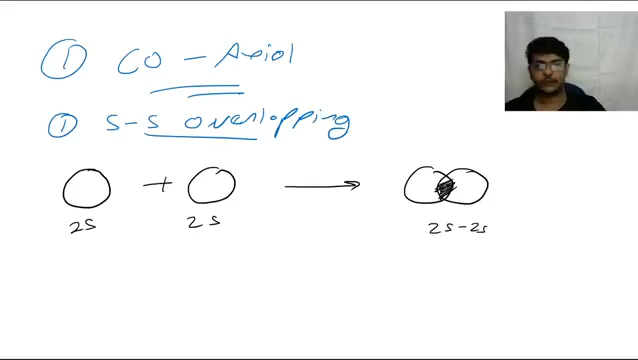 ① CO - Axial
① S-S overlapping
2S + 2S → 2s-2s